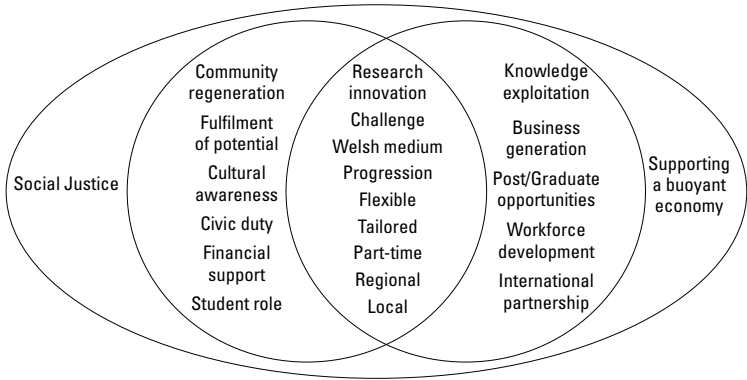 Social Justice
Community
regeneration
Fulfilment
of potential
Cultural
awareness
Civic duty
Financial
support
Student role
Research
innovation
Challenge
Welsh medium
Progression
Flexible
Tailored
Part-time
Regional
Local
Knowledge
exploitation
Business
generation
Post/Graduate
opportunities
Workforce
development
International
partnership
Supporting
a buoyant
economy